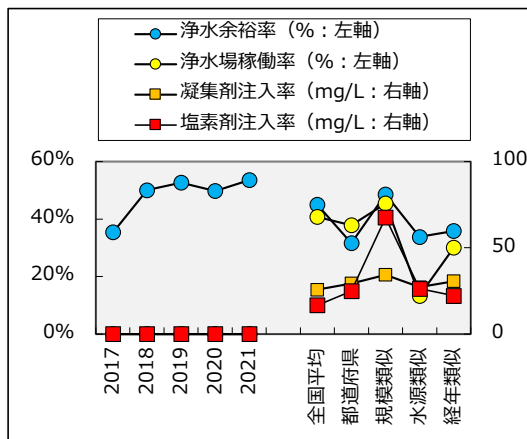 浄水余裕率（%：左軸）
浄水場稼働率（%：左軸）
凝集剤注入率（mg/L：右軸）
塩素剤注入率（mg/L：右軸）
60%
40%
20%
0%
100
50
0
2017
2018
2019
2020
2021
全国平均
都道府県
規模類似
水源類似
経年類似